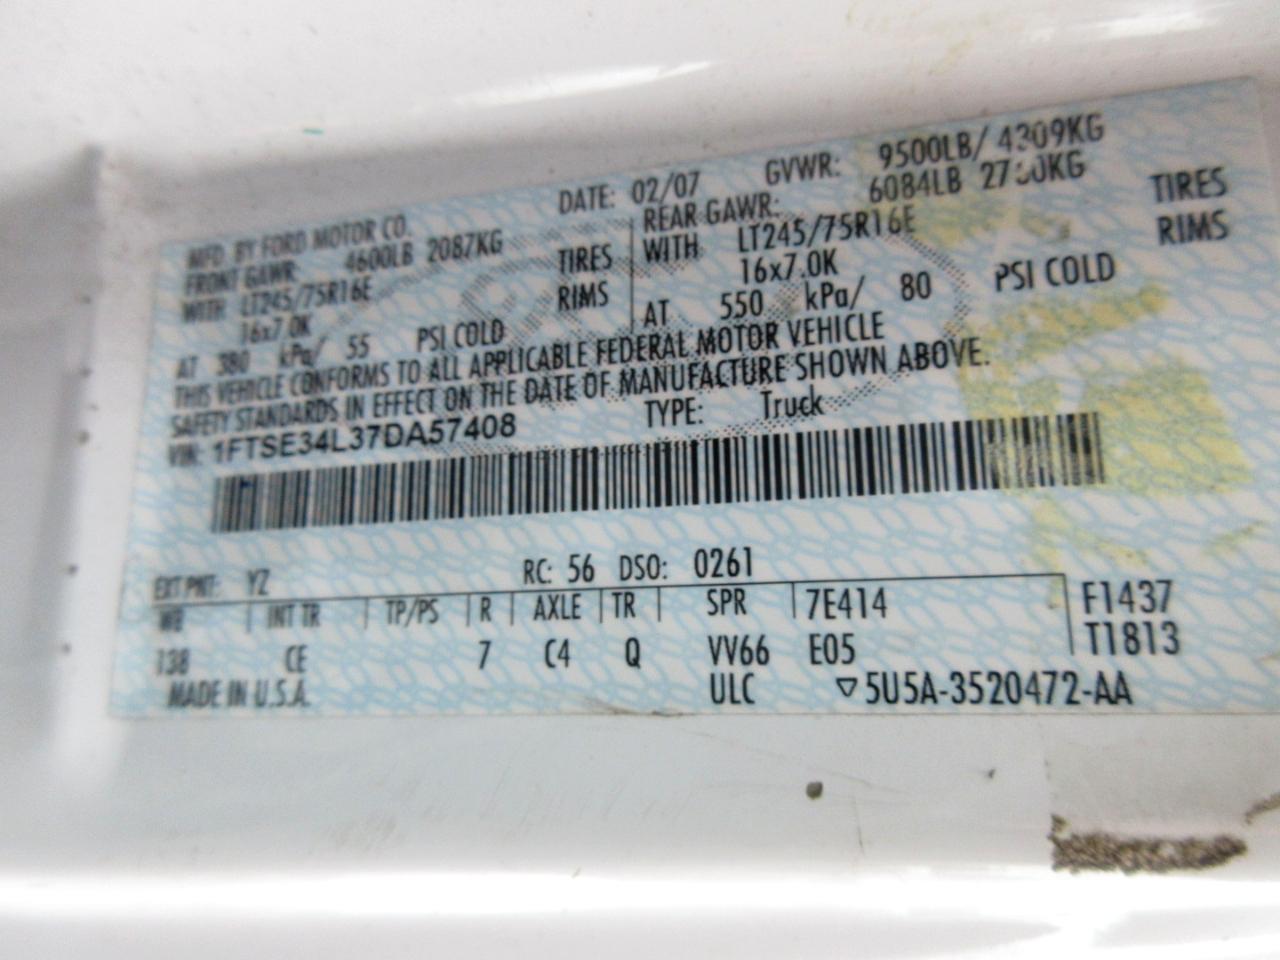 MFD. BY FORD MOTOR CO.
DATE: 02/07 GVWR: 9500LB/ 4309KG
FRONT GAWR: 4600LB 2087KG
WITH LT245/75R16E TIRES
16x7.0K RIMS
AT 380 kPa/ 55 PSI COLD
REAR GAWR: 6084LB
WITH LT245/75R16E TIRES
16x7.0K RIMS
AT 550 kPa/ 80 PSI COLD
THIS VEHICLE CONFORMS TO ALL APPLICABLE FEDERAL MOTOR VEHICLE
SAFETY STANDARDS IN EFFECT ON THE DATE OF MANUFACTURE SHOWN ABOVE.
VIN: 1FTSE34L37DA57408 TYPE: Truck
EXT PNT: YZ RC: 56 DSO: 0261
WB INT TR TP/PS R AXLE TR SPR 7E414 F1437
138 CE 7 C4 Q VV66 E05 T1813
MADE IN U.S.A. ULC ▽5U5A-3520472-AA